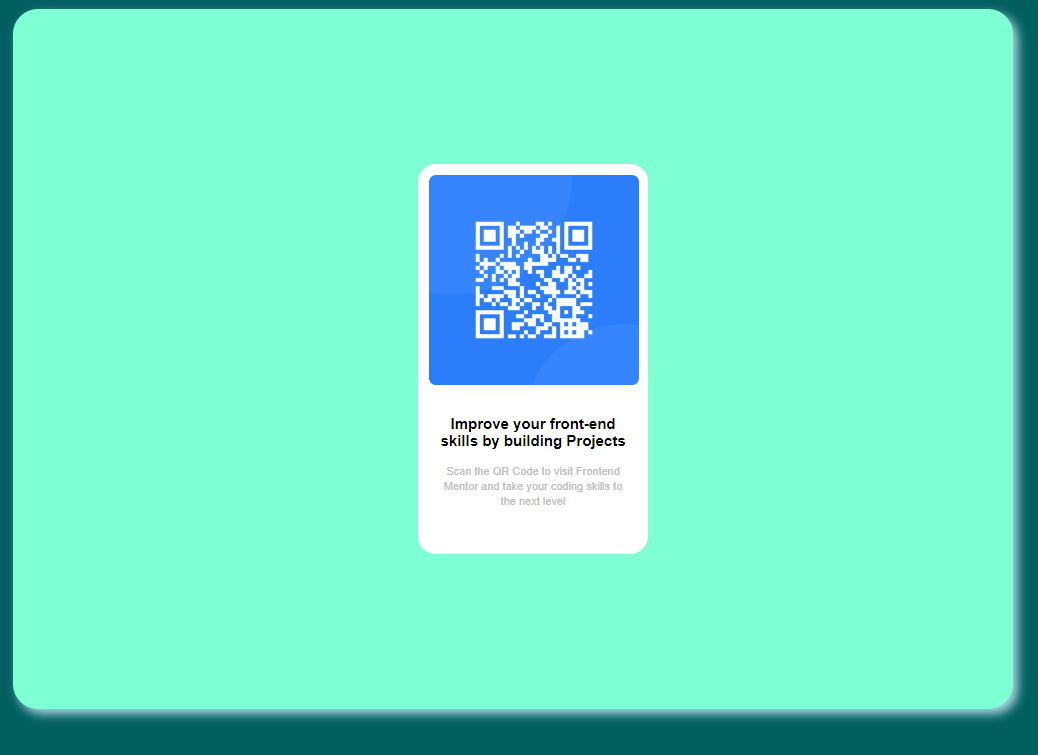 Improve your front-end
skills by building Projects
Scan the QR Code to visit Frontend
Mentor and take your coding skills to
the next level